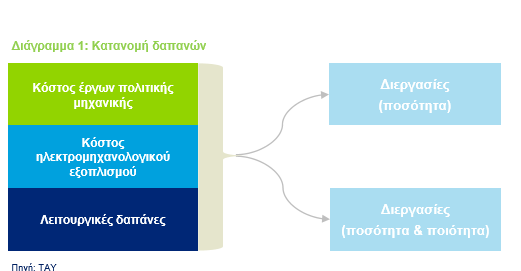 Διάγραμμα 1: Κατανομή δαπανών
Κόστος έργων πολιτικής
μηχανικής
Κόστος
ηλεκτρομηχανολογικού
εξοπλισμού
Λειτουργικές δαπάνες
Διεργασίες
(ποσότητα)
Διεργασίες
(ποσότητα & ποιότητα)
Πηγή: ΤΑΥ